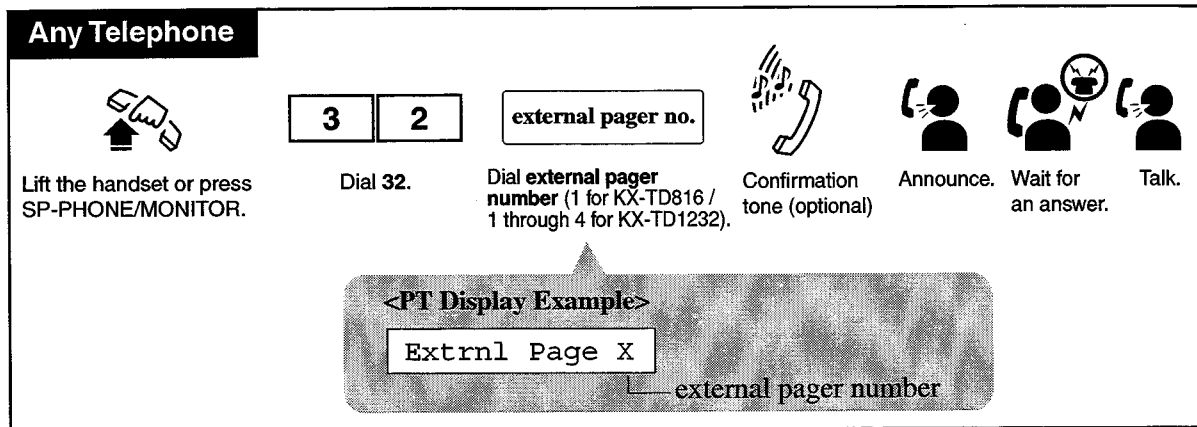 Any Telephone
3 2
external pager no.
Lift the handset or press
SP-PHONE/MONITOR.
Dial 32.
Dial external pager
number (1 for KX-TD816 /
1 through 4 for KX-TD1232).
Confirmation
tone (optional)
Announce.
Wait for
an answer.
Talk.
<PT Display Example>
Extrnl Page X
external pager number